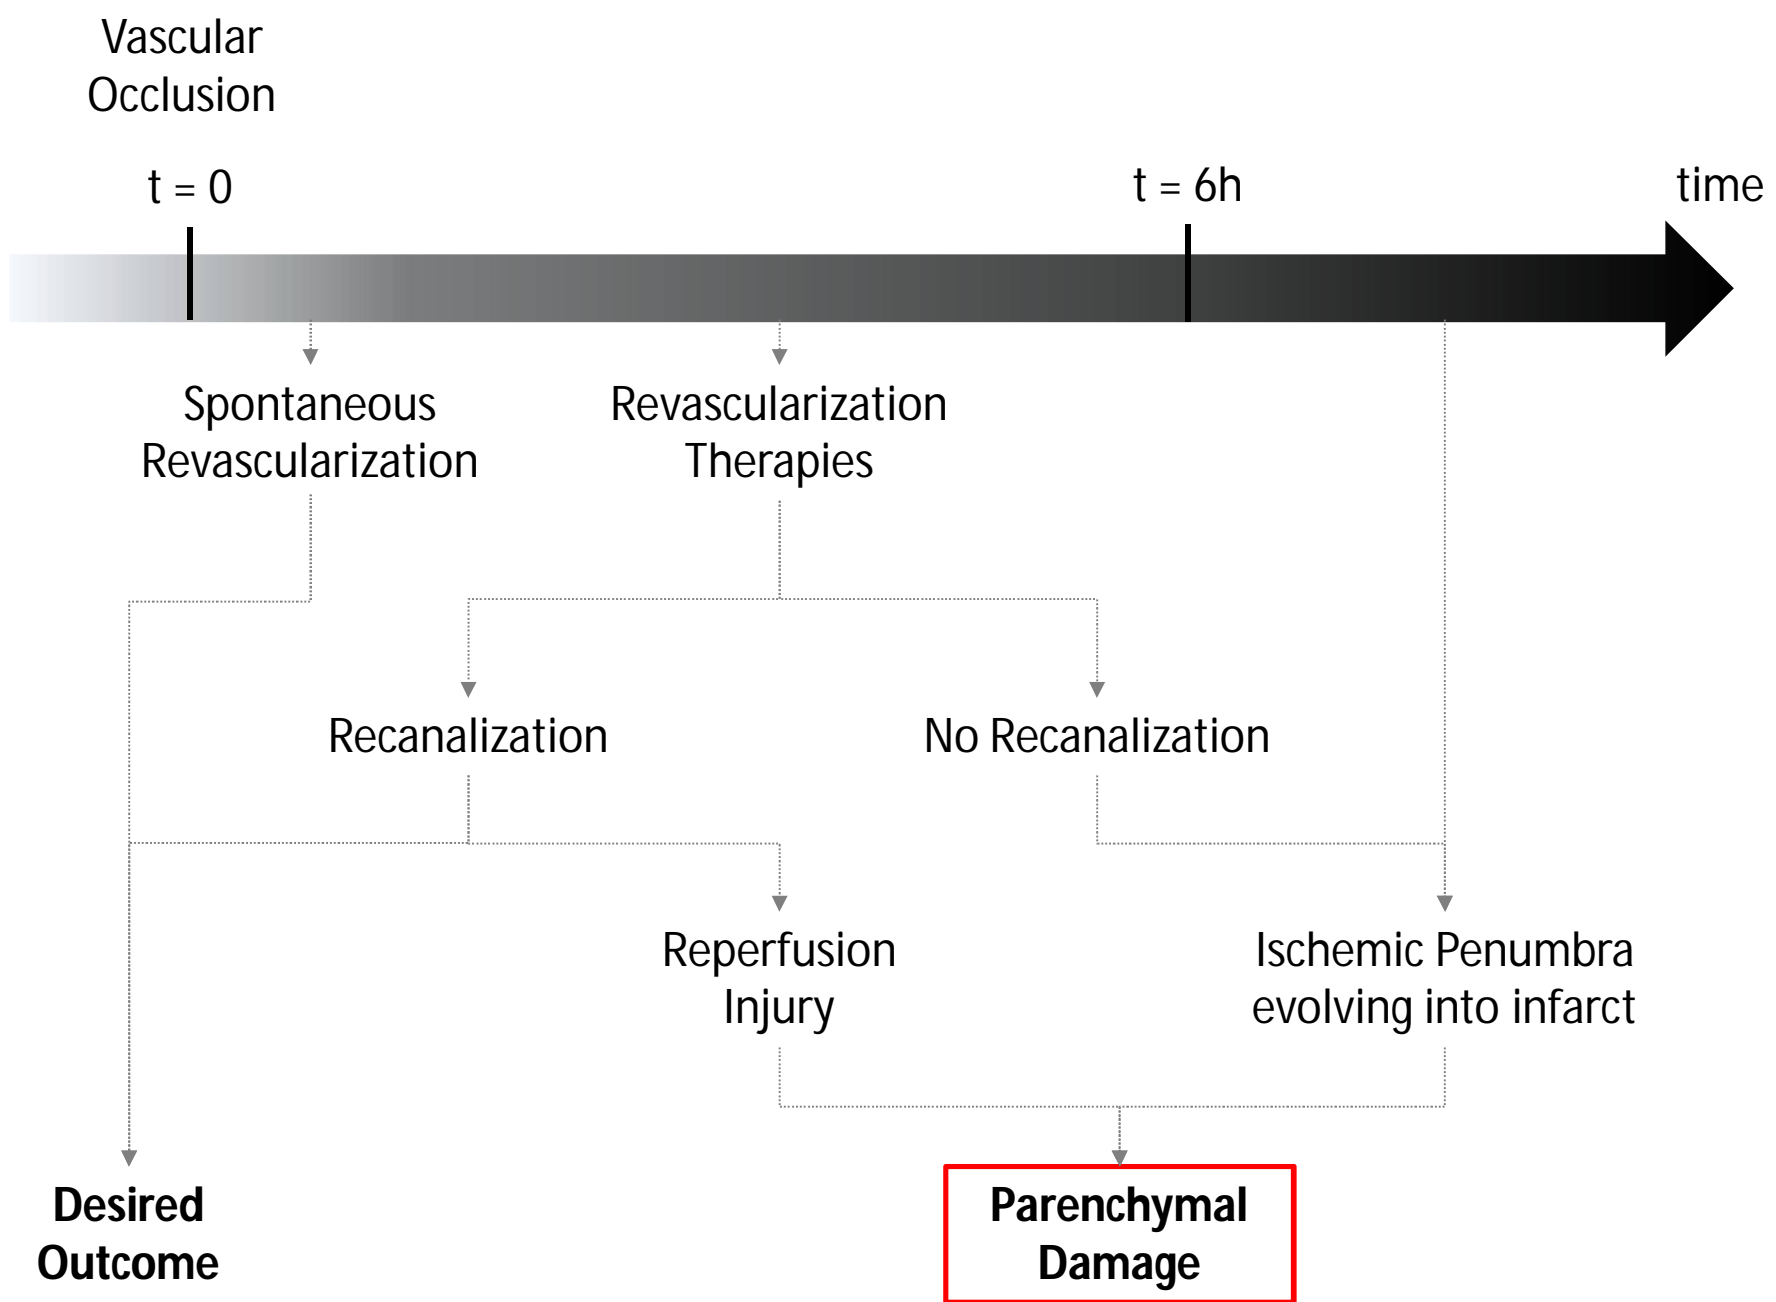 Vascular
Occlusion
t = 0
t = 6h
time
Spontaneous
Revascularization
Revascularization
Therapies
Recanalization
No Recanalization
Reperfusion
Injury
Ischemic Penumbra
evolving into infarct
Desired
Outcome
Parenchymal
Damage